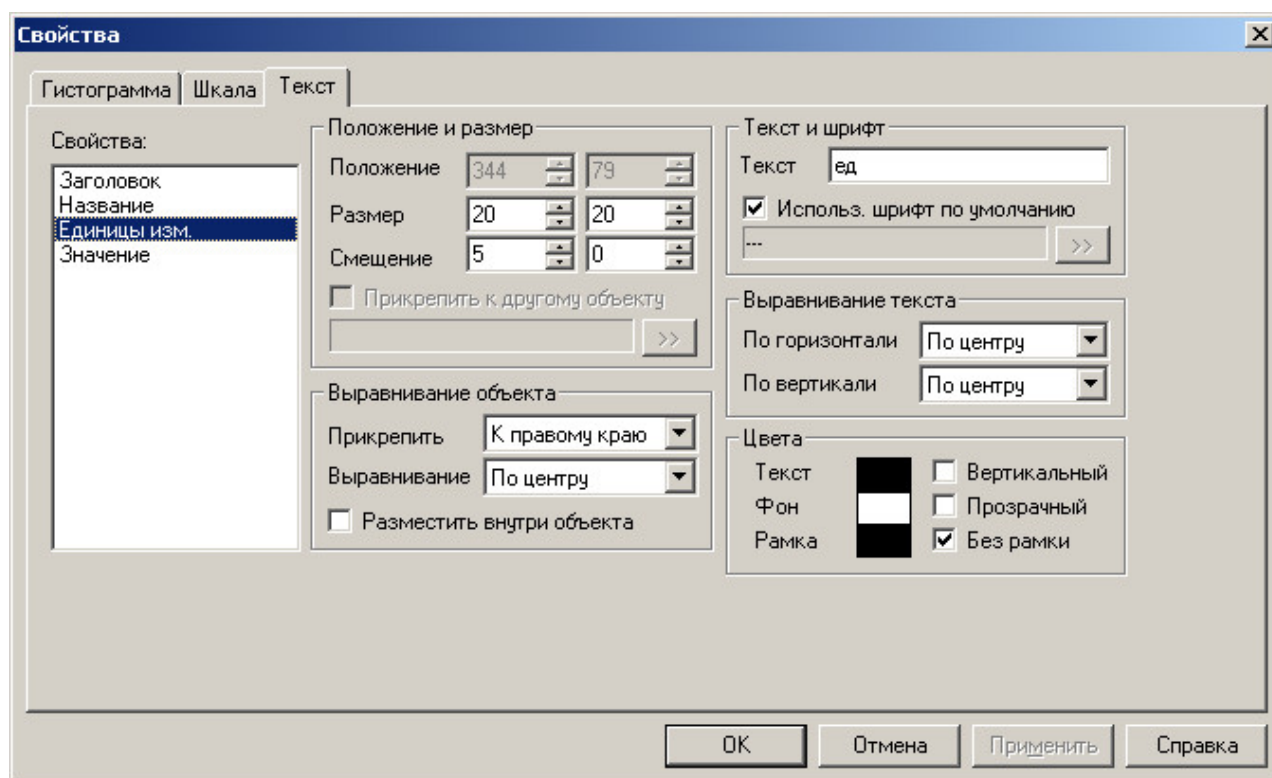 Свойства
Гистограмма Шкала Текст
Свойства:
Заголовок
Название
Единицы изм.
Значение
Положение и размер
Положение 344 79
Размер 20 20
Смещение 5 0
Прикрепить к другому объекту
>>
Выравнивание объекта
Прикрепить К правому краю
Выравнивание По центру
Разместить внутри объекта
Текст и шрифт
Текст ед
Использ. шрифт по умолчанию
--- >>
Выравнивание текста
По горизонтали По центру
По вертикали По центру
Цвета
Текст Вертикальный
Фон Прозрачный
Рамка Без рамки
OK Отмена Применить Справка